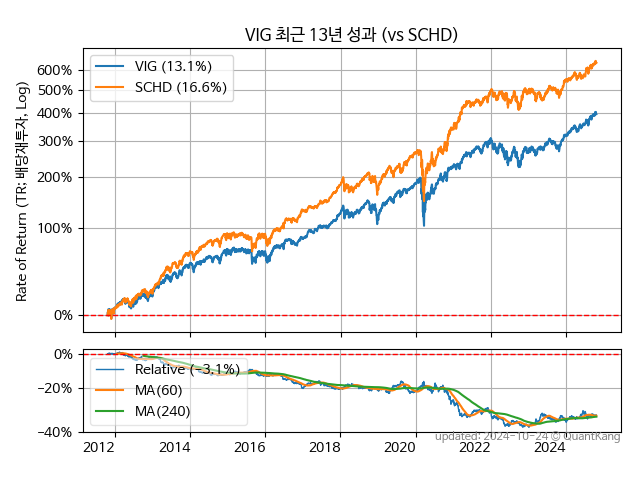 VIG 최근 13년 성과 (vs SCHD)
Rate of Return (TR: 배당재투자, Log)
600%
500%
400%
300%
200%
100%
0%
VIG (13.1%)
SCHD (16.6%)
0%
−20%
−40%
Relative (−3.1%)
MA(60)
MA(240)
2012 2014 2016 2018 2020 2022 2024
updated: 2024-10-24 © QuantKang